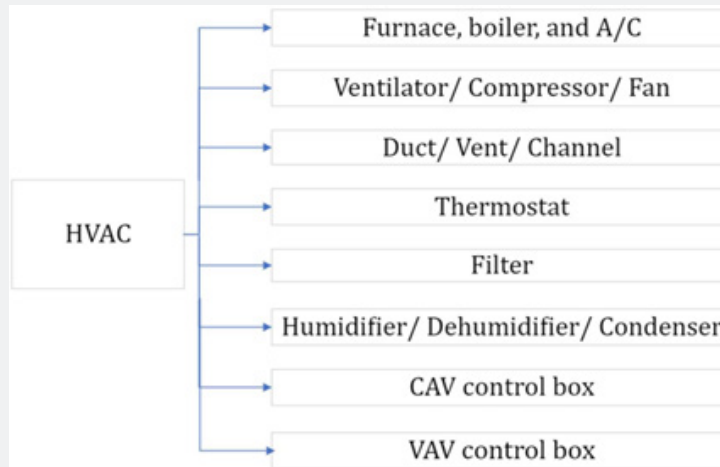 Furnace, boiler, and A/C
Ventilator/ Compressor/ Fan
Duct/ Vent/ Channel
Thermostat
HVAC
Filter
Humidifier/ Dehumidifier/ Condenser
CAV control box
VAV control box